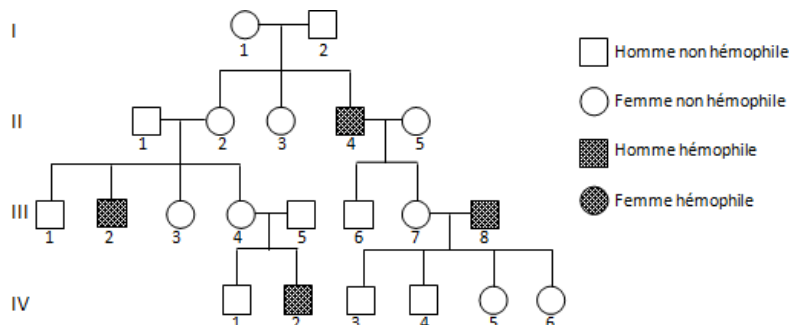 I
1 2
Homme non hémophile
Femme non hémophile
II
1 2 3 4 5
Homme hémophile
Femme hémophile
III
1 2 3 4 5 6 7 8
IV
1 2 3 4 5 6